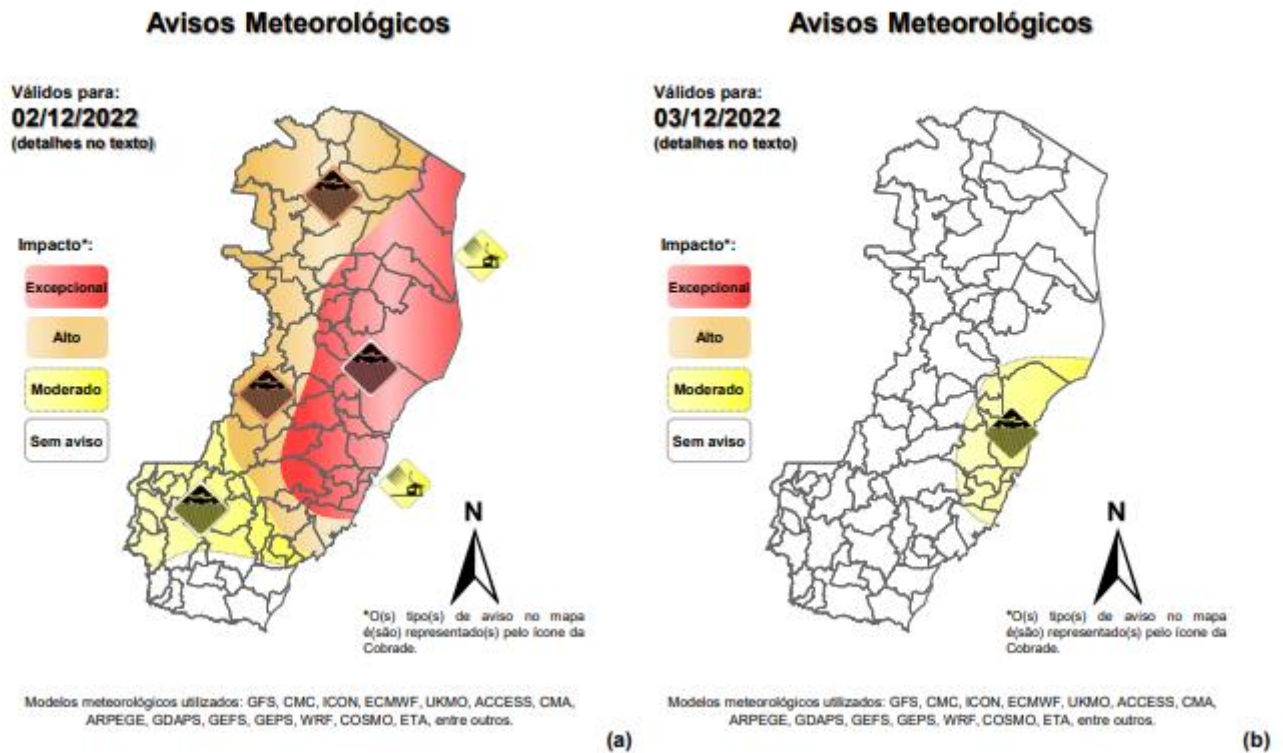 Avisos Meteorológicos
Válidos para:
02/12/2022
(detalhes no texto)
Impacto*:
Excepcional
Alto
Moderado
Sem aviso
N
*O(s) tipo(s) de aviso no mapa
é(são) representado(s) pelo ícone da
Cobrade.
Modelos meteorológicos utilizados: GFS, CMC, ICON, ECMWF, UKMO, ACCESS, CMA,
ARPEGE, GDAPS, GEFS, GEPS, WRF, COSMO, ETA, entre outros.
(a)
Avisos Meteorológicos
Válidos para:
03/12/2022
(detalhes no texto)
Impacto*:
Excepcional
Alto
Moderado
Sem aviso
N
*O(s) tipo(s) de aviso no mapa
é(são) representado(s) pelo ícone da
Cobrade.
Modelos meteorológicos utilizados: GFS, CMC, ICON, ECMWF, UKMO, ACCESS, CMA,
ARPEGE, GDAPS, GEFS, GEPS, WRF, COSMO, ETA, entre outros.
(b)